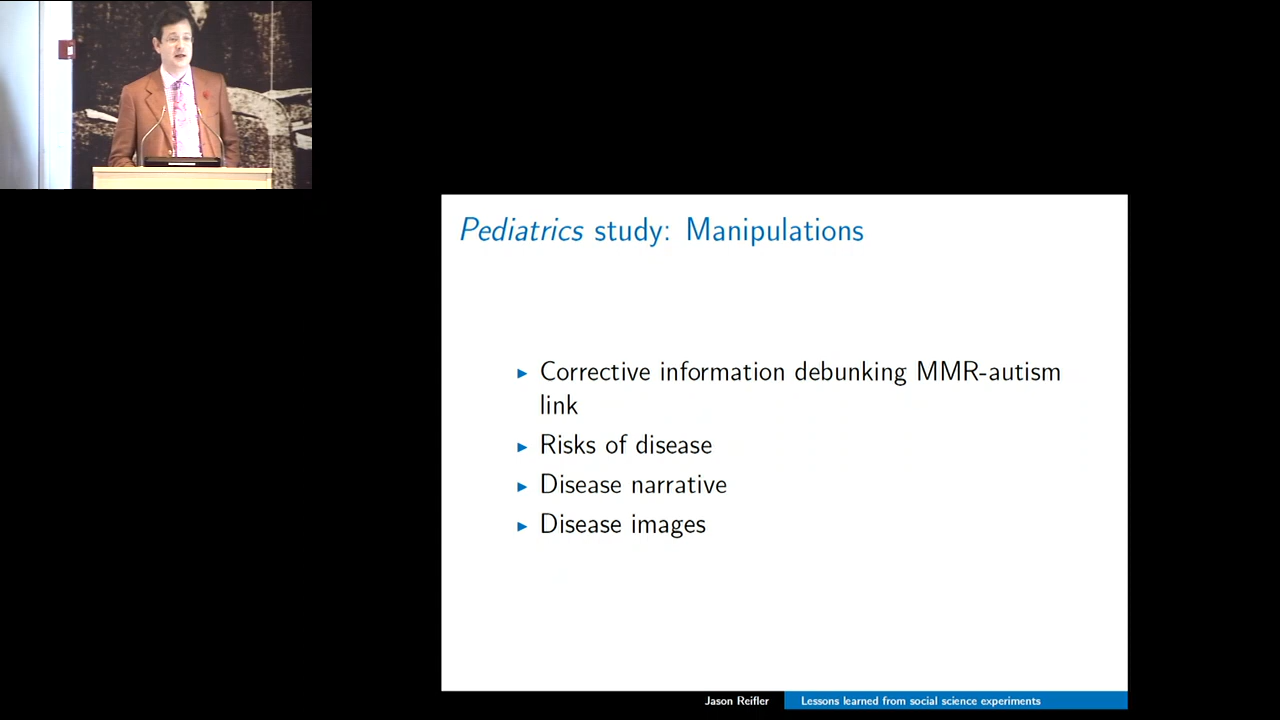 Pediatrics study: Manipulations
▸ Corrective information debunking MMR-autism
link
▸ Risks of disease
▸ Disease narrative
▸ Disease images
Jason Reifler
Lessons learned from social science experiments